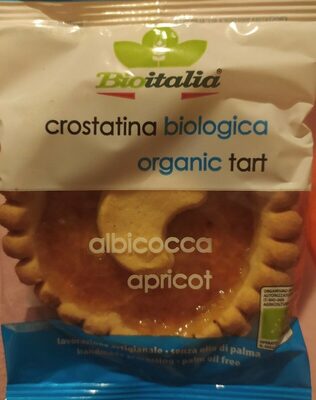 Bioitalia®
crostatina biologica
organic tart
albicocca
apricot
lavorazione artigianale - senza olio di palma
handmade processing - palm oil free